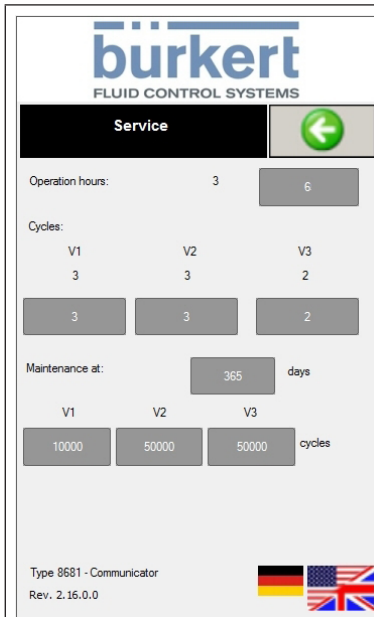 bürkert
FLUID CONTROL SYSTEMS
Service
Operation hours: 3 6
Cycles:
V1 V2 V3
3 3 2
3 3 2
Maintenance at: 365 days
V1 V2 V3
10000 50000 50000 cycles
Type 8681 - Communicator
Rev. 2.16.0.0